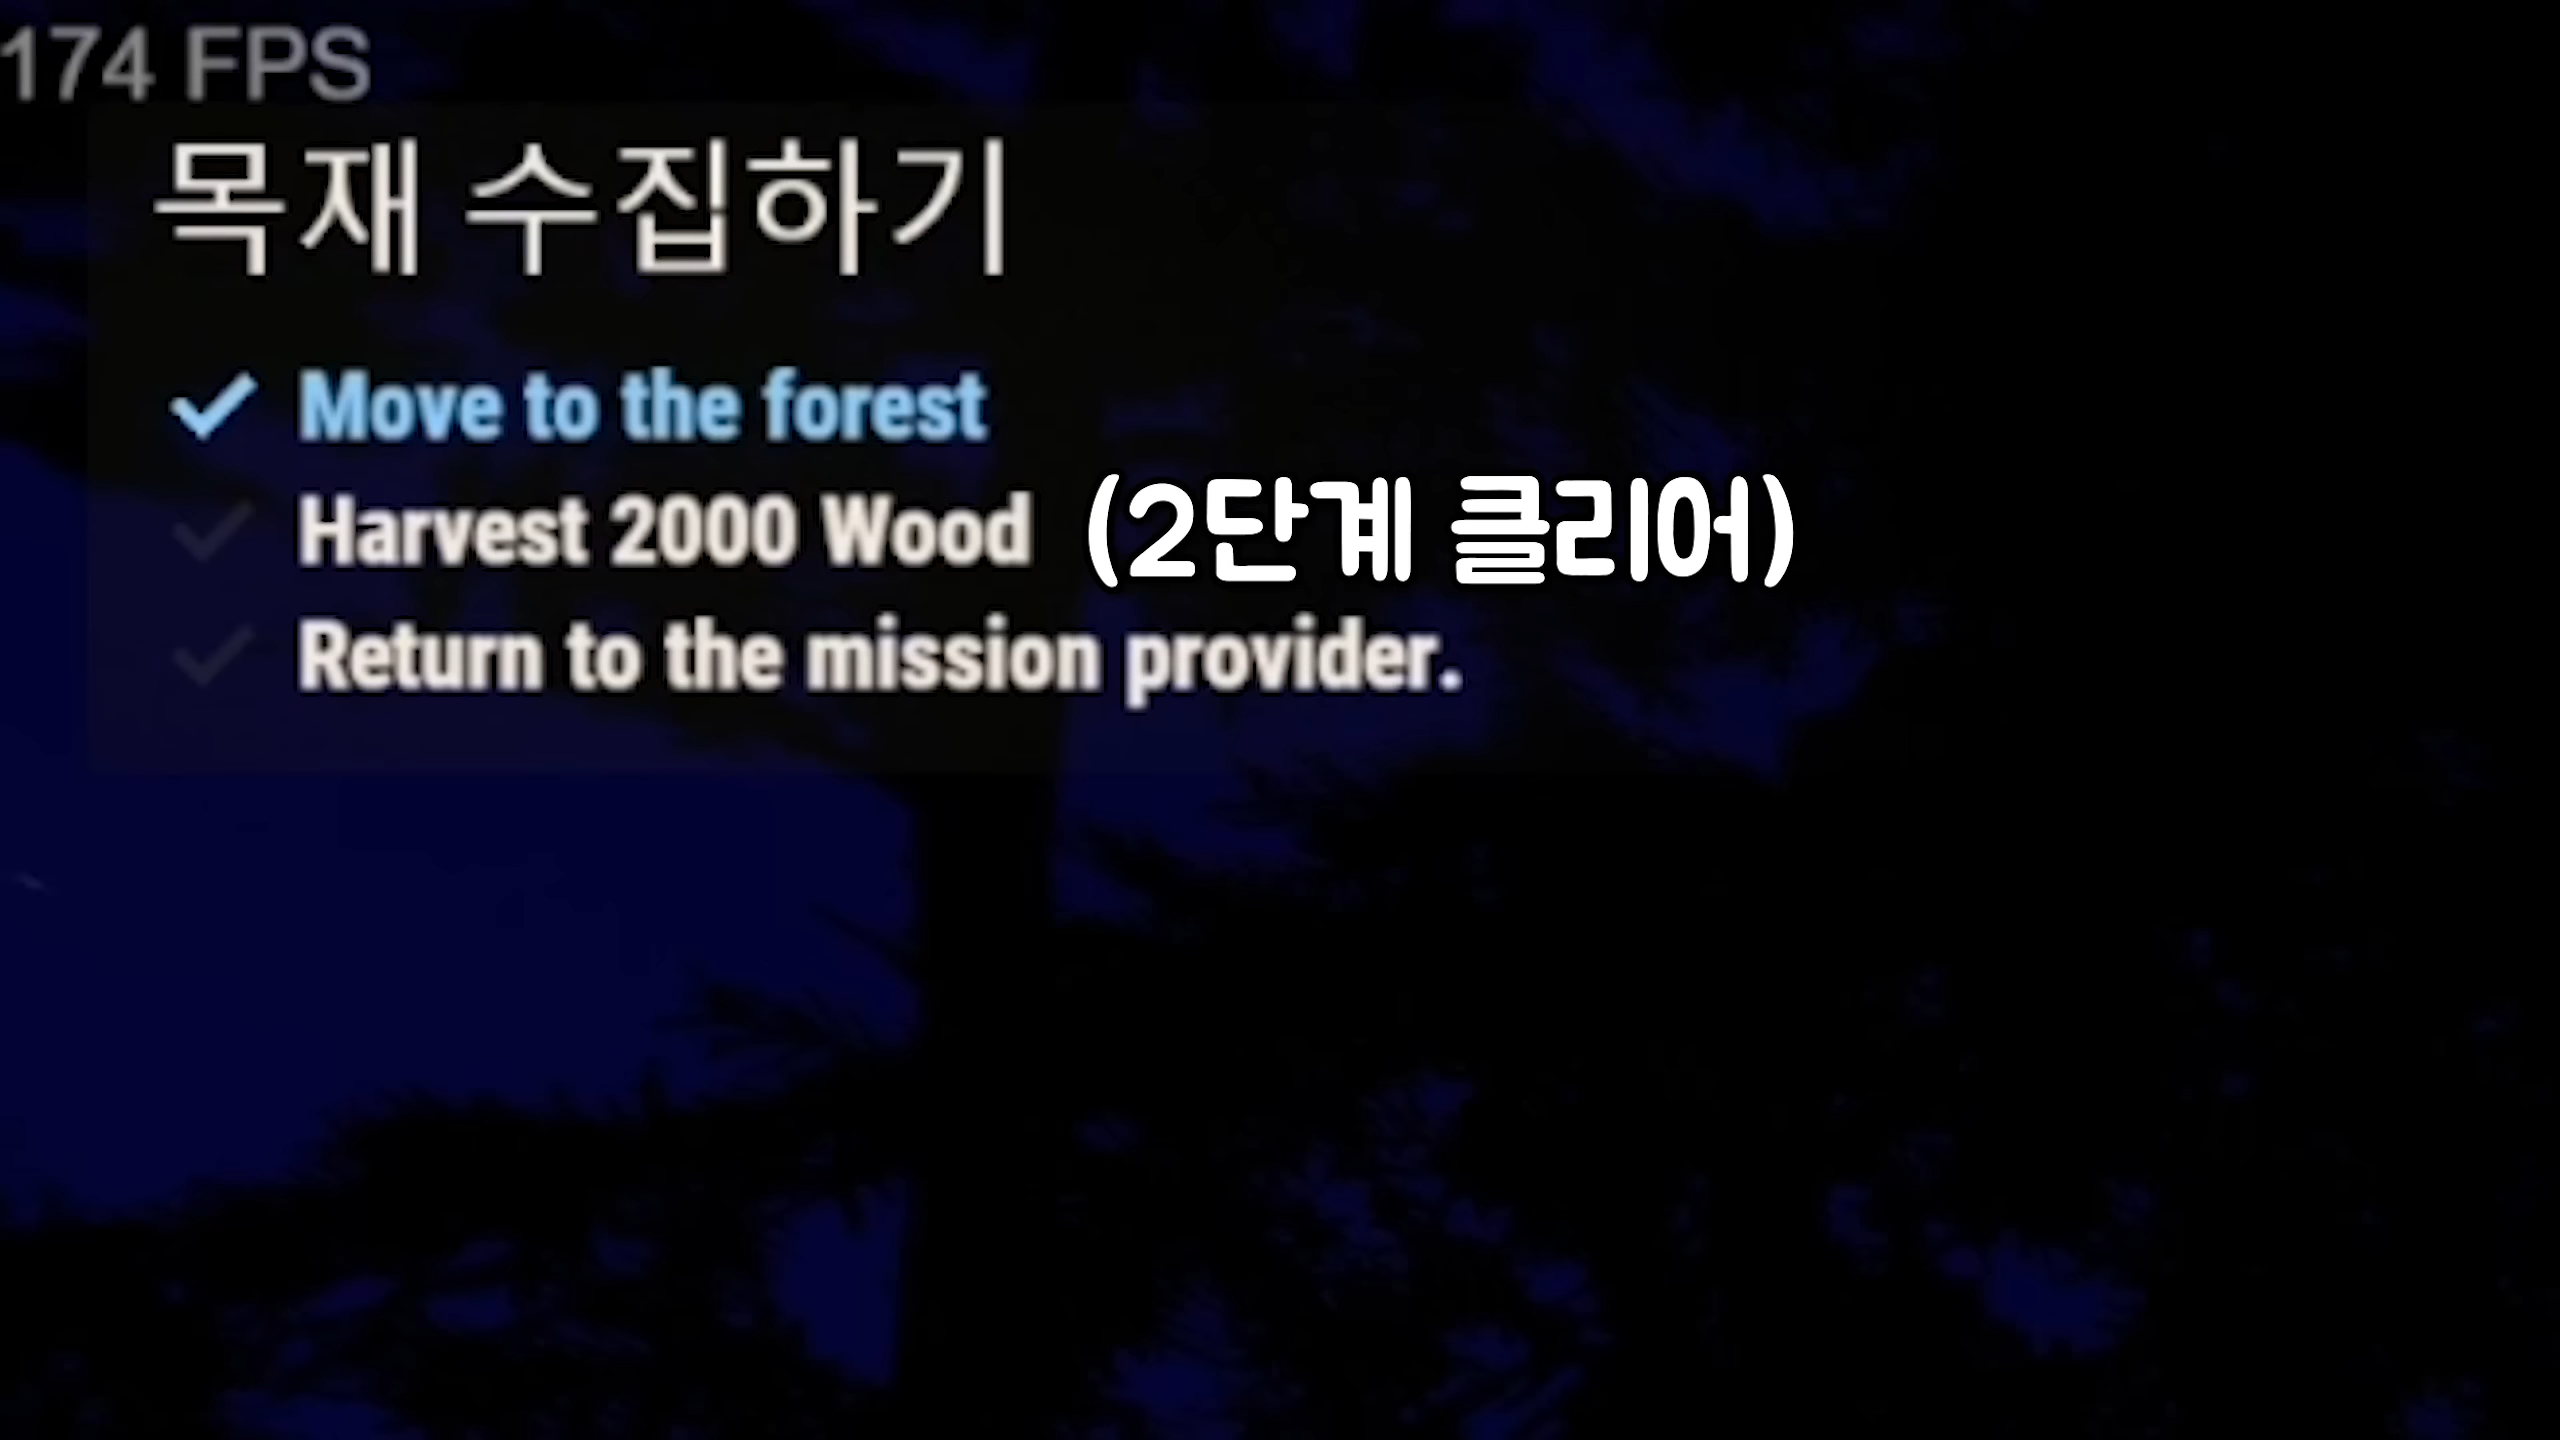 174 FPS
목재 수집하기
Move to the forest
Harvest 2000 Wood (2단계 클리어)
Return to the mission provider.